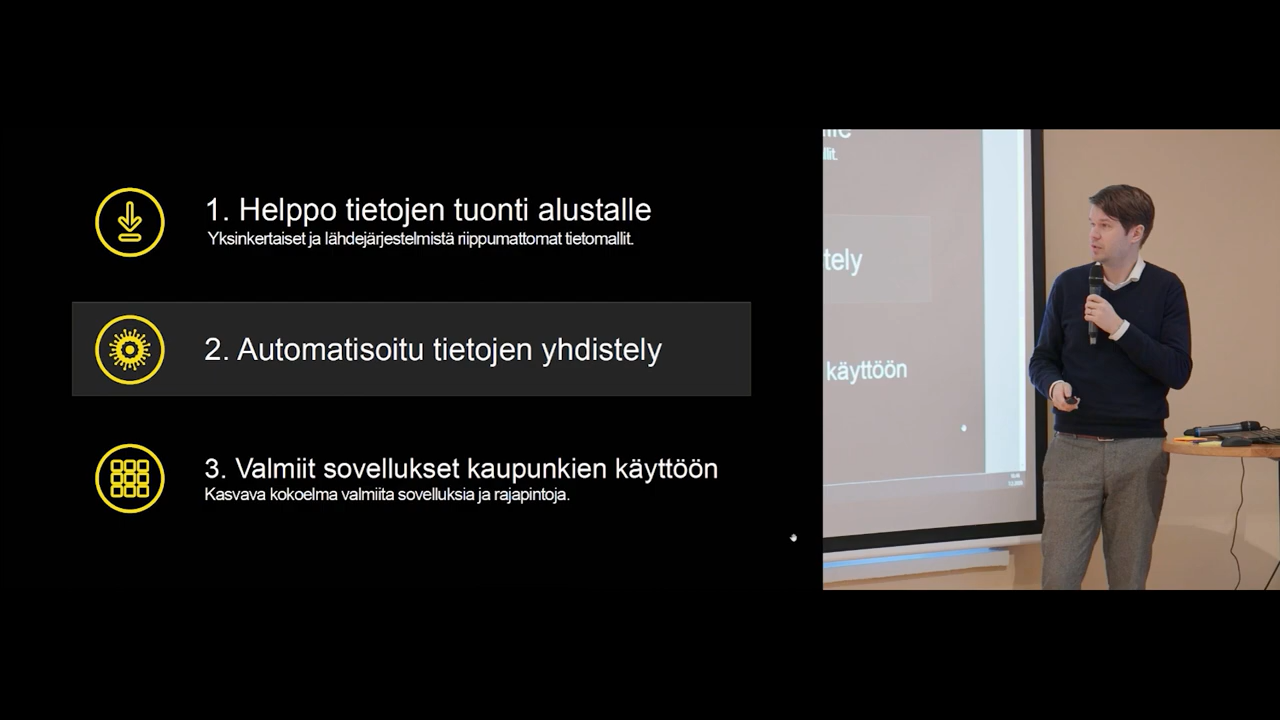 1. Helppo tietojen tuonti alustalle
Yksinkertaiset ja lähdejärjestelmistä riippumattomat tietomallit.
2. Automatisoitu tietojen yhdistely
3. Valmiit sovellukset kaupunkien käyttöön
Kasvava kokoelma valmiita sovelluksia ja rajapintoja.
tely
käyttöön